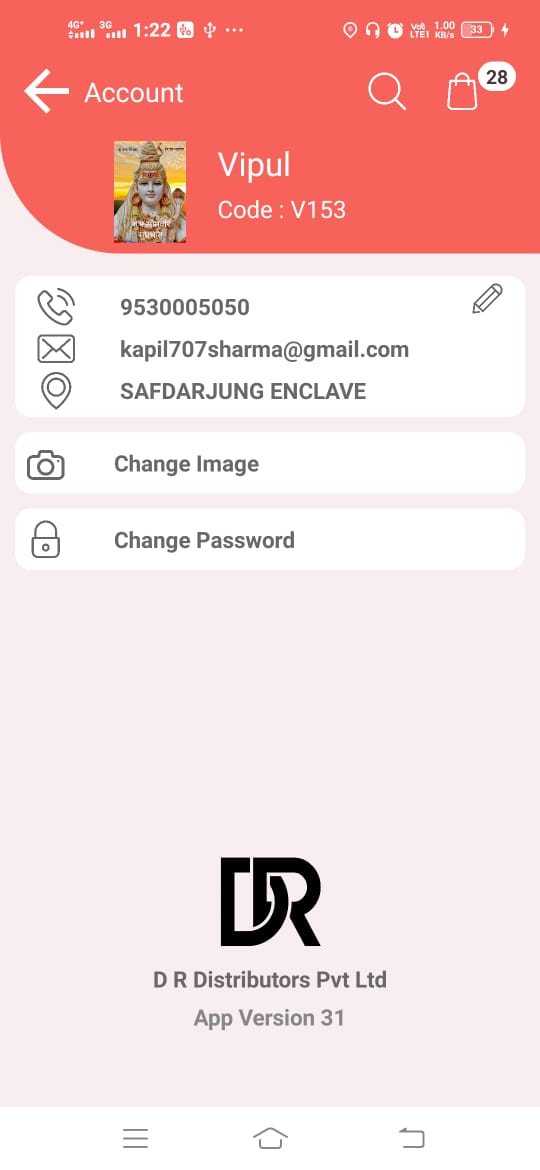 4G+ 3G 1:22 Vo) LTE1 1.00 KB/s 33
Account 28
Vipul
Code : V153
9530005050
kapil707sharma@gmail.com
SAFDARJUNG ENCLAVE
Change Image
Change Password
DR
D R Distributors Pvt Ltd
App Version 31